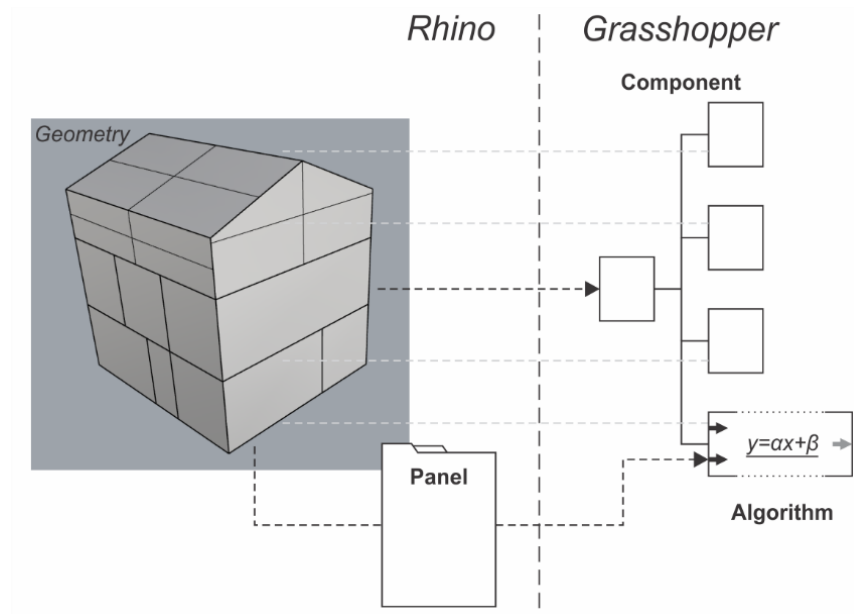 Rhino
Grasshopper
Component
Geometry
Panel
y=αx+β
Algorithm